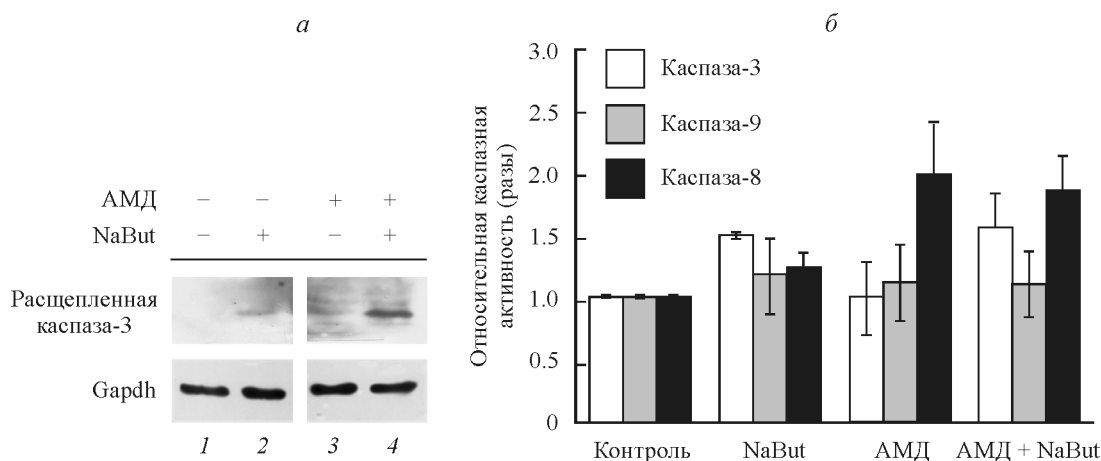 а
АМД – – + +
NaBut – + – +
Расщепленная
каспаза-3
Gapdh
1 2 3 4
б
Относительная каспазная
активность (разы)
3.0
2.5
2.0
1.5
1.0
0.5
0
Каспаза-3
Каспаза-9
Каспаза-8
Контроль NaBut АМД АМД + NaBut